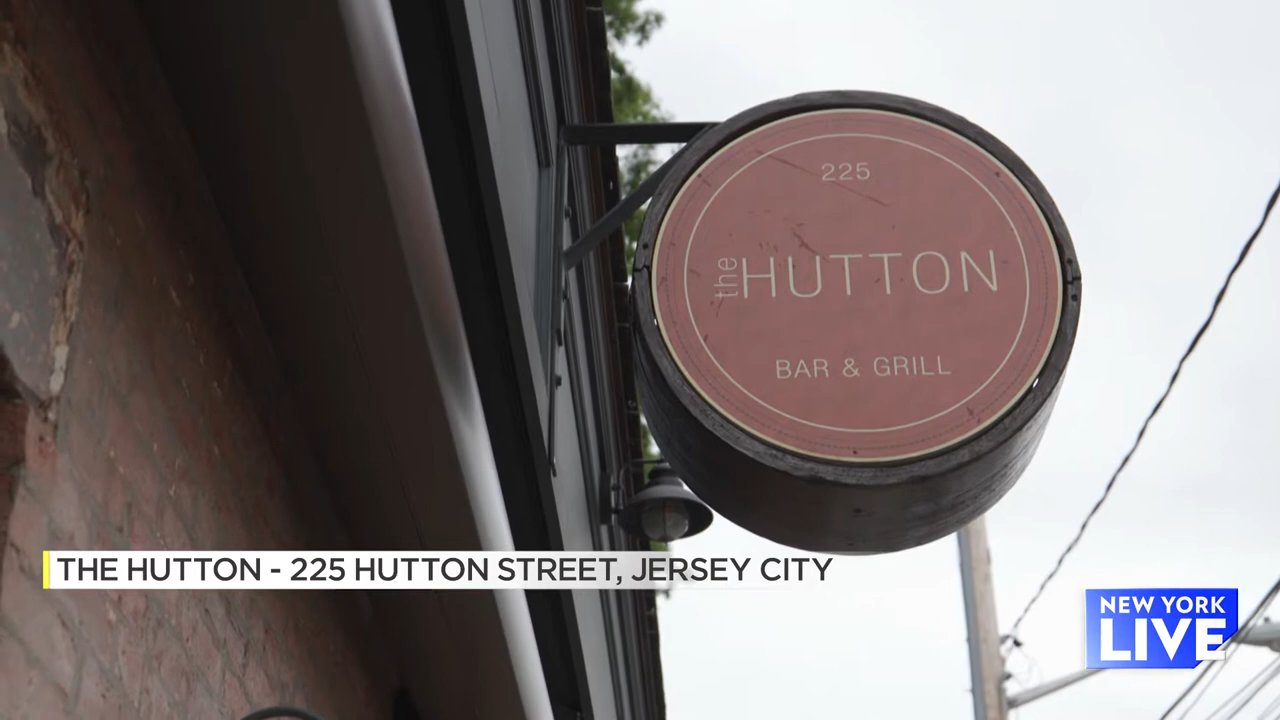 225
the HUTTON
BAR & GRILL
THE HUTTON - 225 HUTTON STREET, JERSEY CITY
NEW YORK
LIVE